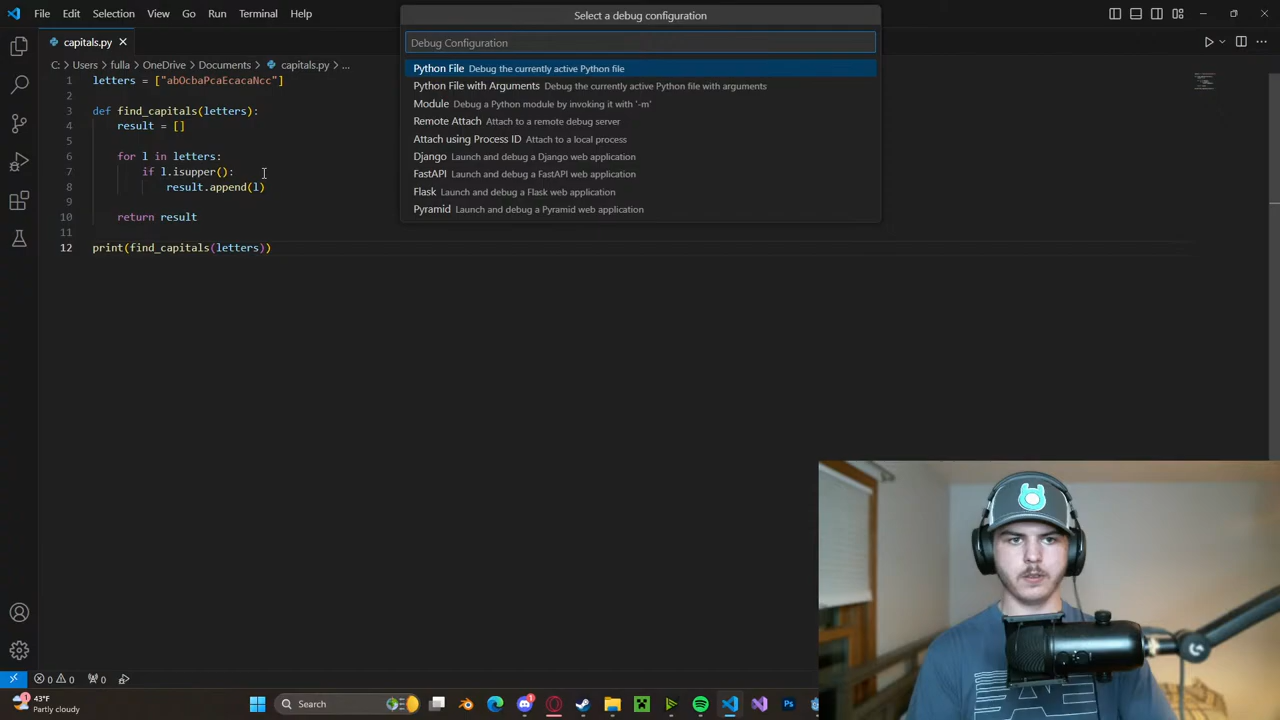 File Edit Selection View Go Run Terminal Help
Select a debug configuration
capitals.py
Debug Configuration
C: > Users > fulla > OneDrive > Documents > capitals.py > ...
Python File Debug the currently active Python file
Python File with Arguments Debug the currently active Python file with arguments
Module Debug a Python module by invoking it with '-m'
Remote Attach Attach to a remote debug server
Attach using Process ID Attach to a local process
Django Launch and debug a Django web application
FastAPI Launch and debug a FastAPI web application
Flask Launch and debug a Flask web application
Pyramid Launch and debug a Pyramid web application
1 letters = ["abOcbaPcaEcacaNcc"]
2
3 def find_capitals(letters):
4 result = []
5
6 for l in letters:
7 if l.isupper():
8 result.append(l)
9
10 return result
11
12 print(find_capitals(letters))
0 0 0
43°F
Partly cloudy
Search
1
Ps